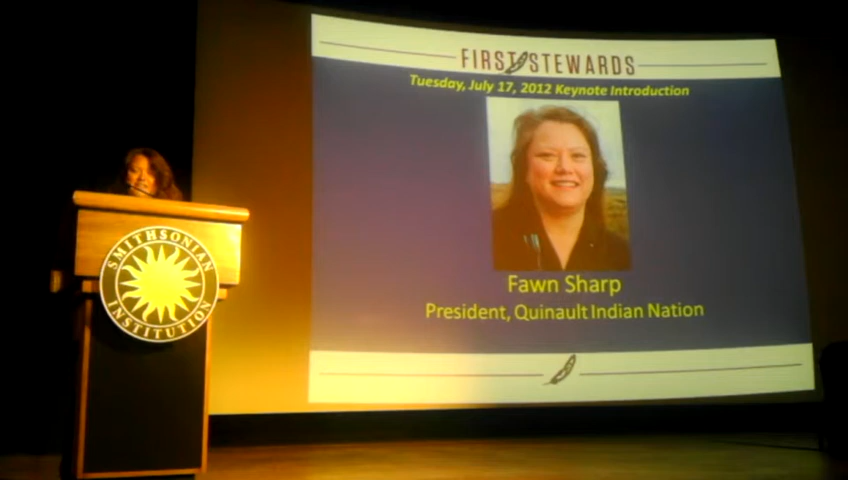 FIRST STEWARDS
Tuesday, July 17, 2012 Keynote Introduction
Fawn Sharp
President, Quinault Indian Nation
SMITHSONIAN
INSTITUTION